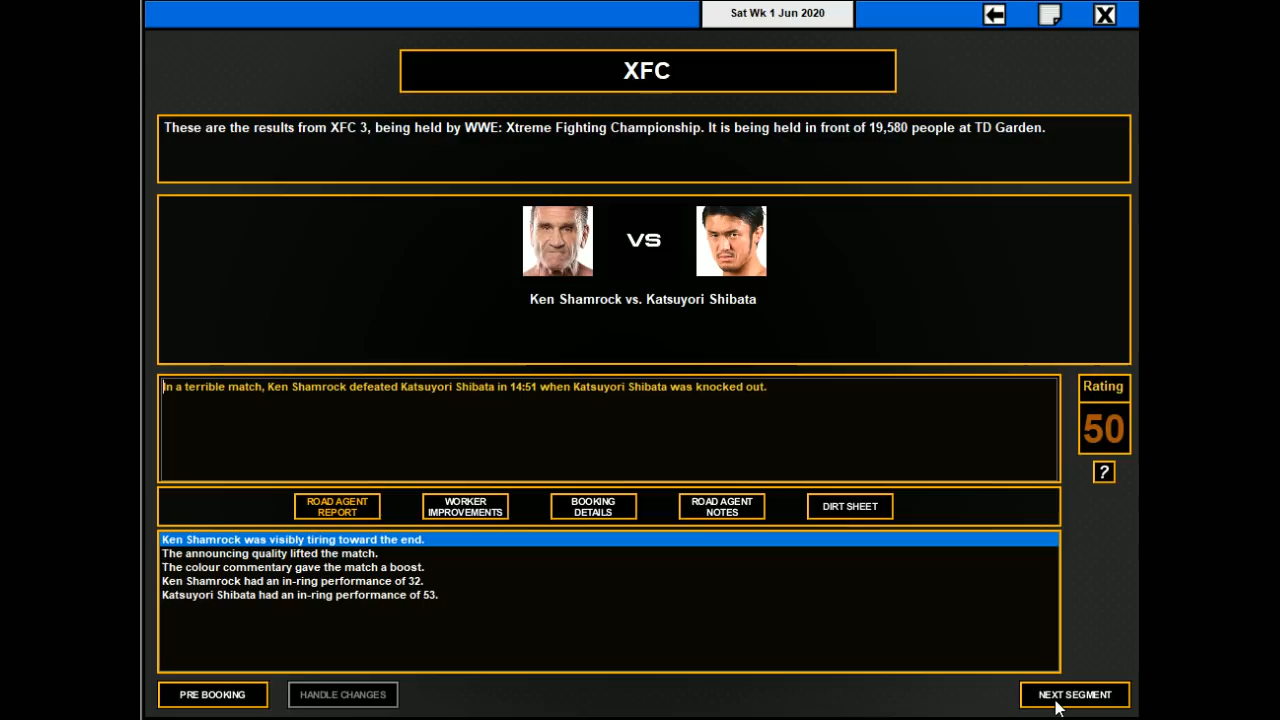 Sat Wk 1 Jun 2020
XFC
These are the results from XFC 3, being held by WWE: Xtreme Fighting Championship. It is being held in front of 19,580 people at TD Garden.
VS
Ken Shamrock vs. Katsuyori Shibata
In a terrible match, Ken Shamrock defeated Katsuyori Shibata in 14:51 when Katsuyori Shibata was knocked out.
Rating
50
?
ROAD AGENT REPORT
WORKER IMPROVEMENTS
BOOKING DETAILS
ROAD AGENT NOTES
DIRT SHEET
Ken Shamrock was visibly tiring toward the end.
The announcing quality lifted the match.
The colour commentary gave the match a boost.
Ken Shamrock had an in-ring performance of 32.
Katsuyori Shibata had an in-ring performance of 53.
PRE BOOKING
HANDLE CHANGES
NEXT SEGMENT